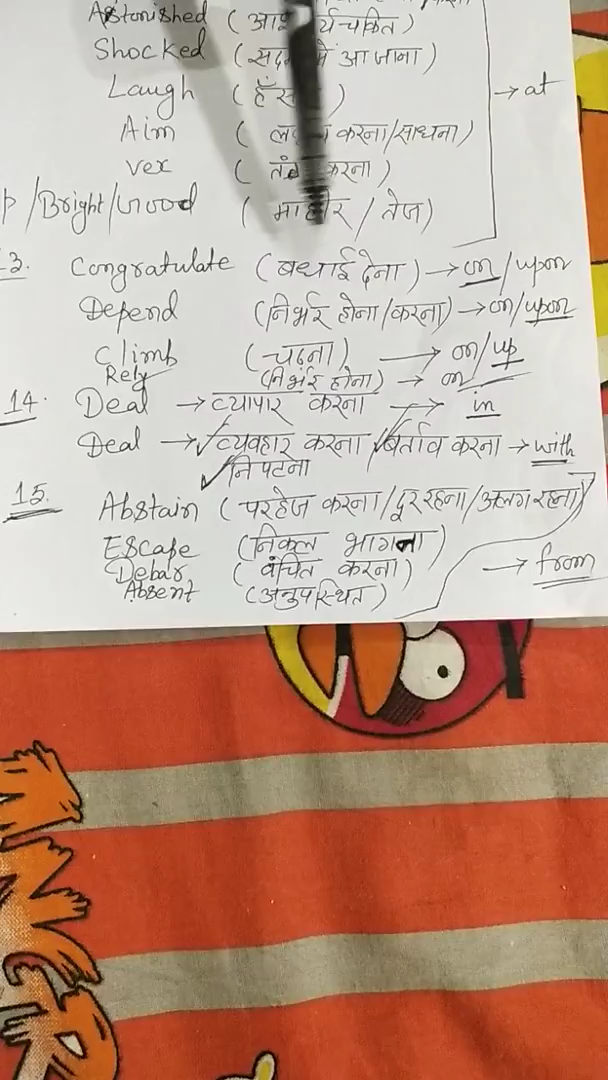 Astonished
Shocked ( में आ जाना)
Laugh → at
Aim ( करना/साधना)
Vex ( करना)
/Bright/Good ( / तेज)
3. Congratulate (बधाई देना) → on/upon
Depend (निर्भर होना/करना) → on/upon
Climb (चढ़ना) → on/up
Rely (निर्भर होना) → on
14. Deal → व्यापार करना → in
Deal → ✓व्यवहार करना /बर्ताव करना → with
✓निपटना
15. Abstain (परहेज करना/दूर रहना/अलग रहना)
Escape (निकल भागना)
Debar (वंचित करना) → from
Absent (अनुपस्थित)